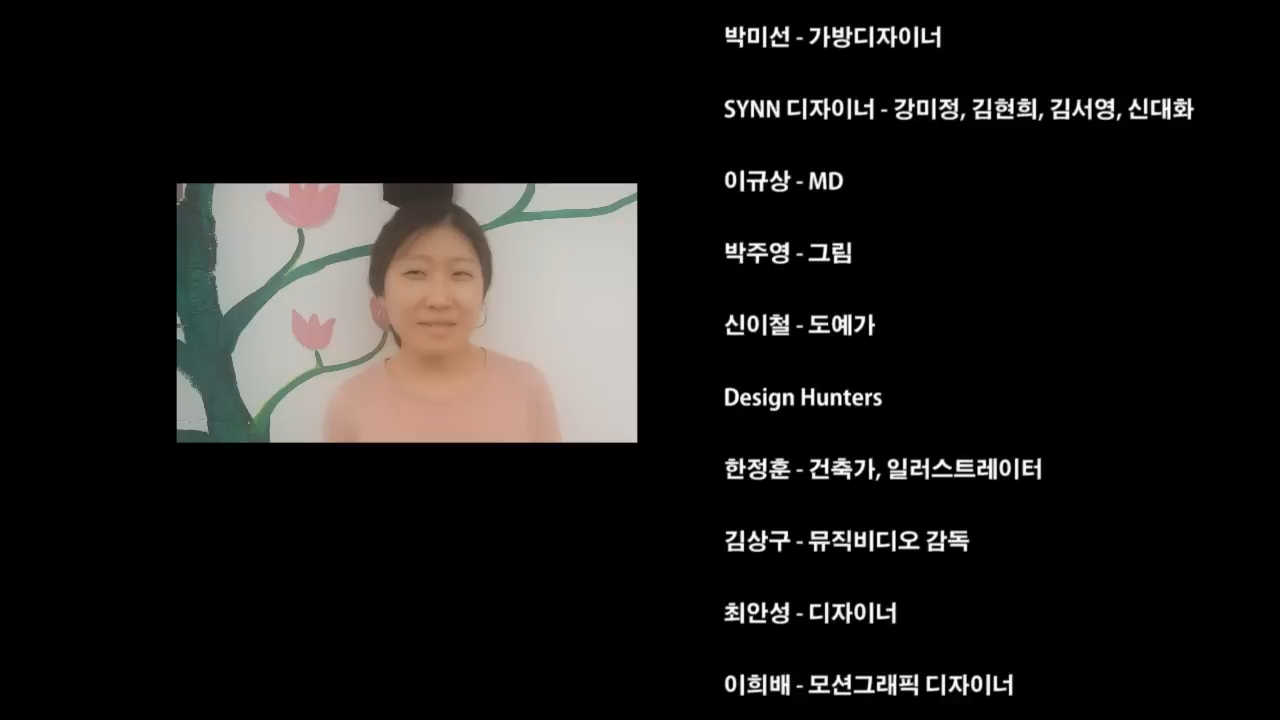 박미선 - 가방디자이너
SYNN 디자이너 - 강미정, 김현희, 김서영, 신대화
이규상 - MD
박주영 - 그림
신이철 - 도예가
Design Hunters
한정훈 - 건축가, 일러스트레이터
김상구 - 뮤직비디오 감독
최안성 - 디자이너
이희배 - 모션그래픽 디자이너